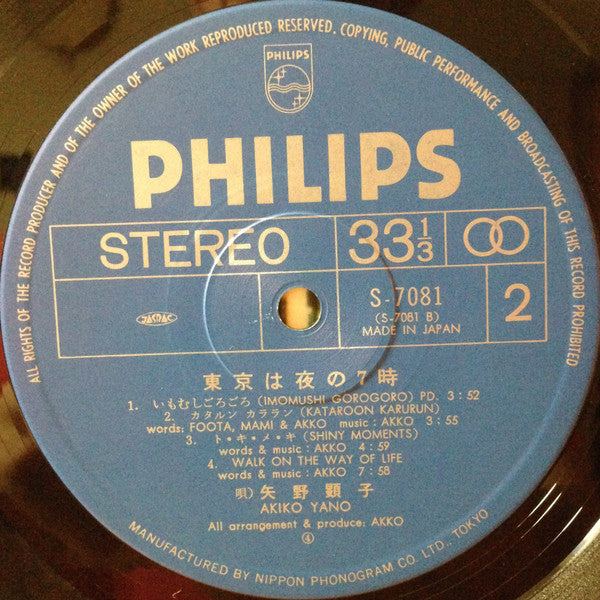 ALL RIGHTS OF THE RECORD PRODUCER AND OF THE OWNER OF THE WORK REPRODUCED RESERVED. COPYING, PUBLIC PERFORMANCE AND BROADCASTING OF THIS RECORD PROHIBITED
PHILIPS
PHILIPS
STEREO 33 1/3
JASRAC S-7081 2
(S-7081 B)
MADE IN JAPAN
東京は夜の7時
1. いもむしごろごろ (IMOMUSHI GOROGORO) PD. 3:52
2. カタルン カララン (KATAROON KARURUN)
words: FOOTA, MAMI & AKKO music: AKKO 3:55
3. ト・キ・メ・キ (SHINY MOMENTS)
words & music: AKKO 4:59
4. WALK ON THE WAY OF LIFE
words & music: AKKO 7:58
唄) 矢野顕子
AKIKO YANO
All arrangement & produce: AKKO
④
MANUFACTURED BY NIPPON PHONOGRAM CO. LTD., TOKYO